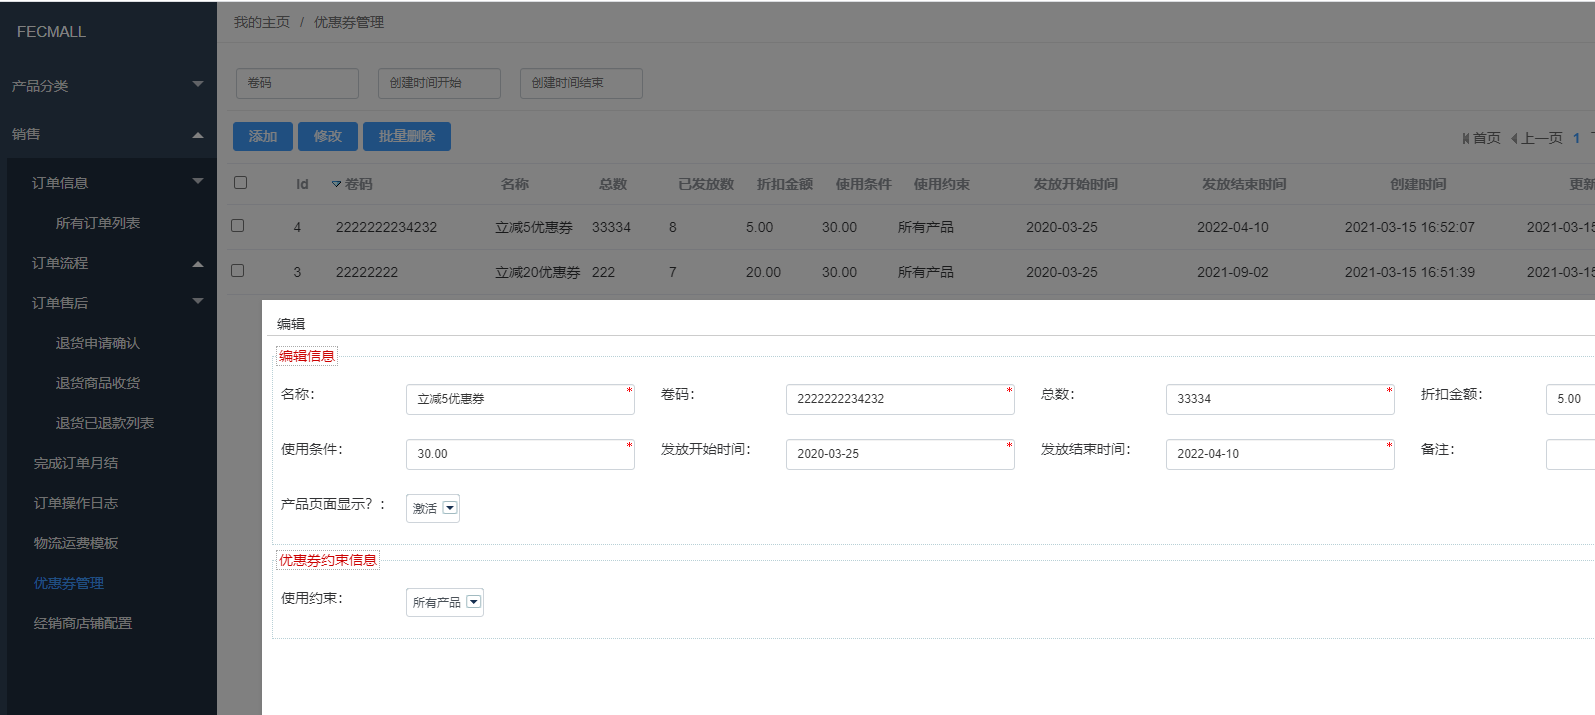 FECMALL
产品分类
销售
订单信息
所有订单列表
订单流程
订单售后
退货申请确认
退货商品收货
退货已退款列表
完成订单月结
订单操作日志
物流运费模板
优惠券管理
经销商店铺配置
我的主页 / 优惠券管理
卷码 创建时间开始 创建时间结束
添加 修改 批量删除 首页 上一页 1
Id 卷码 名称 总数 已发放数 折扣金额 使用条件 使用约束 发放开始时间 发放结束时间 创建时间 更新
4 2222222234232 立减5优惠券 33334 8 5.00 30.00 所有产品 2020-03-25 2022-04-10 2021-03-15 16:52:07 2021-03-15
3 22222222 立减20优惠券 222 7 20.00 30.00 所有产品 2020-03-25 2021-09-02 2021-03-15 16:51:39 2021-03-15
编辑
编辑信息
名称: 立减5优惠券 * 卷码: 2222222234232 * 总数: 33334 * 折扣金额: 5.00
使用条件: 30.00 * 发放开始时间: 2020-03-25 * 发放结束时间: 2022-04-10 * 备注:
产品页面显示?: 激活
优惠券约束信息
使用约束: 所有产品